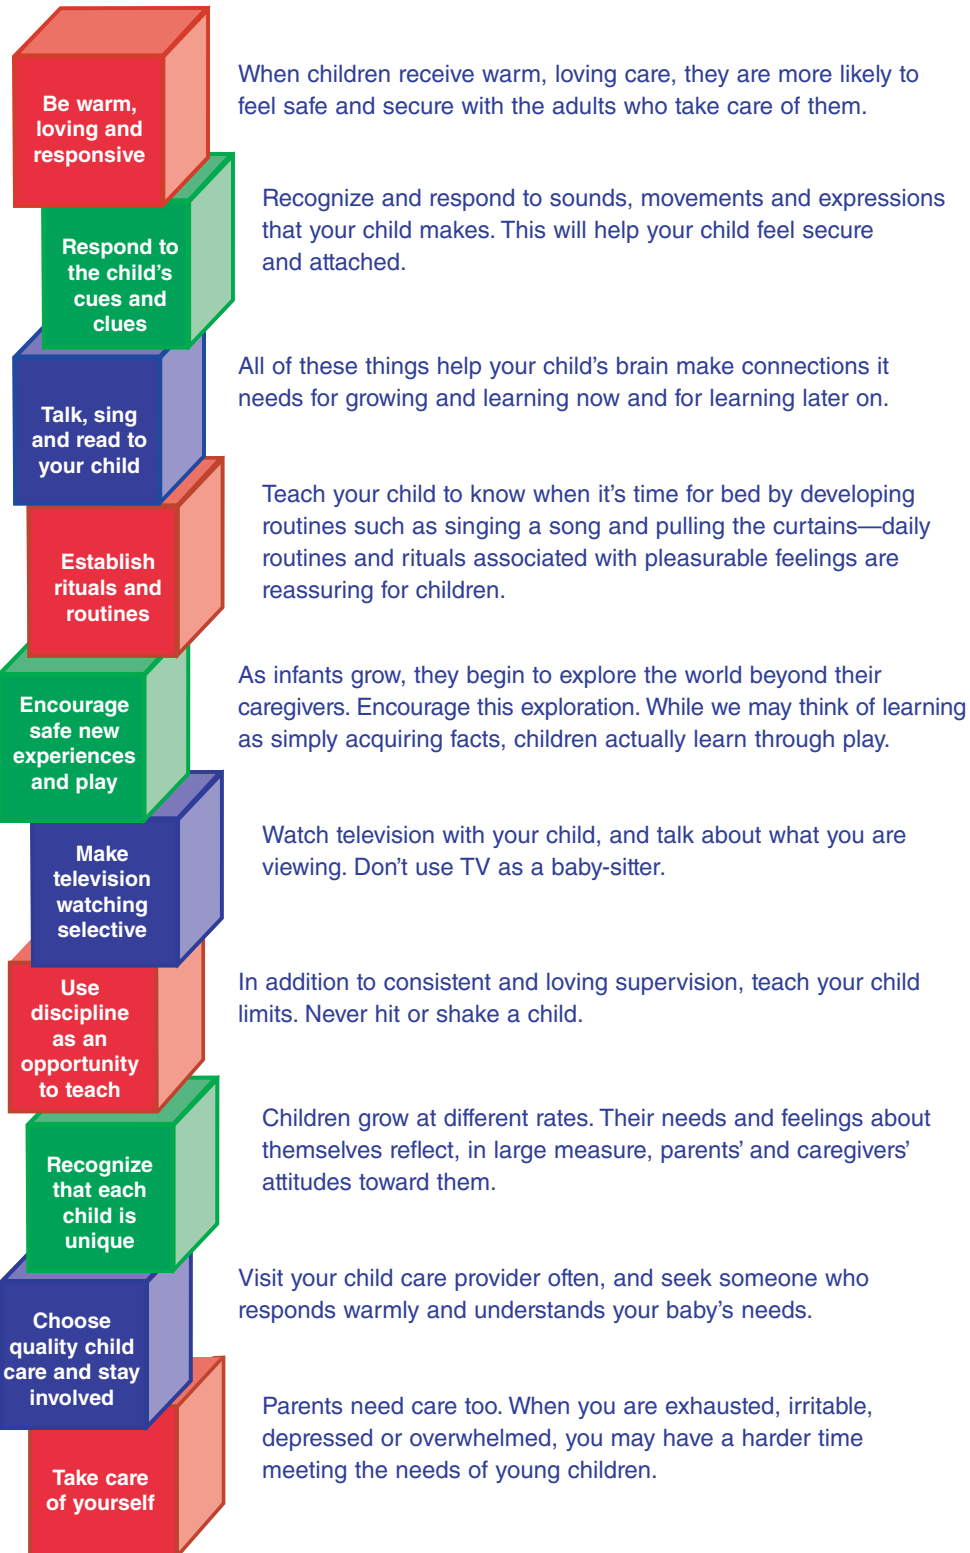 Be warm,
loving and
responsive
When children receive warm, loving care, they are more likely to
feel safe and secure with the adults who take care of them.
Respond to
the child’s
cues and
clues
Recognize and respond to sounds, movements and expressions
that your child makes. This will help your child feel secure
and attached.
Talk, sing
and read to
your child
All of these things help your child’s brain make connections it
needs for growing and learning now and for learning later on.
Establish
rituals and
routines
Teach your child to know when it’s time for bed by developing
routines such as singing a song and pulling the curtains—daily
routines and rituals associated with pleasurable feelings are
reassuring for children.
Encourage
safe new
experiences
and play
As infants grow, they begin to explore the world beyond their
caregivers. Encourage this exploration. While we may think of learning
as simply acquiring facts, children actually learn through play.
Make
television
watching
selective
Watch television with your child, and talk about what you are
viewing. Don’t use TV as a baby-sitter.
Use
discipline
as an
opportunity
to teach
In addition to consistent and loving supervision, teach your child
limits. Never hit or shake a child.
Recognize
that each
child is
unique
Children grow at different rates. Their needs and feelings about
themselves reflect, in large measure, parents’ and caregivers’
attitudes toward them.
Choose
quality child
care and stay
involved
Visit your child care provider often, and seek someone who
responds warmly and understands your baby’s needs.
Take care
of yourself
Parents need care too. When you are exhausted, irritable,
depressed or overwhelmed, you may have a harder time
meeting the needs of young children.